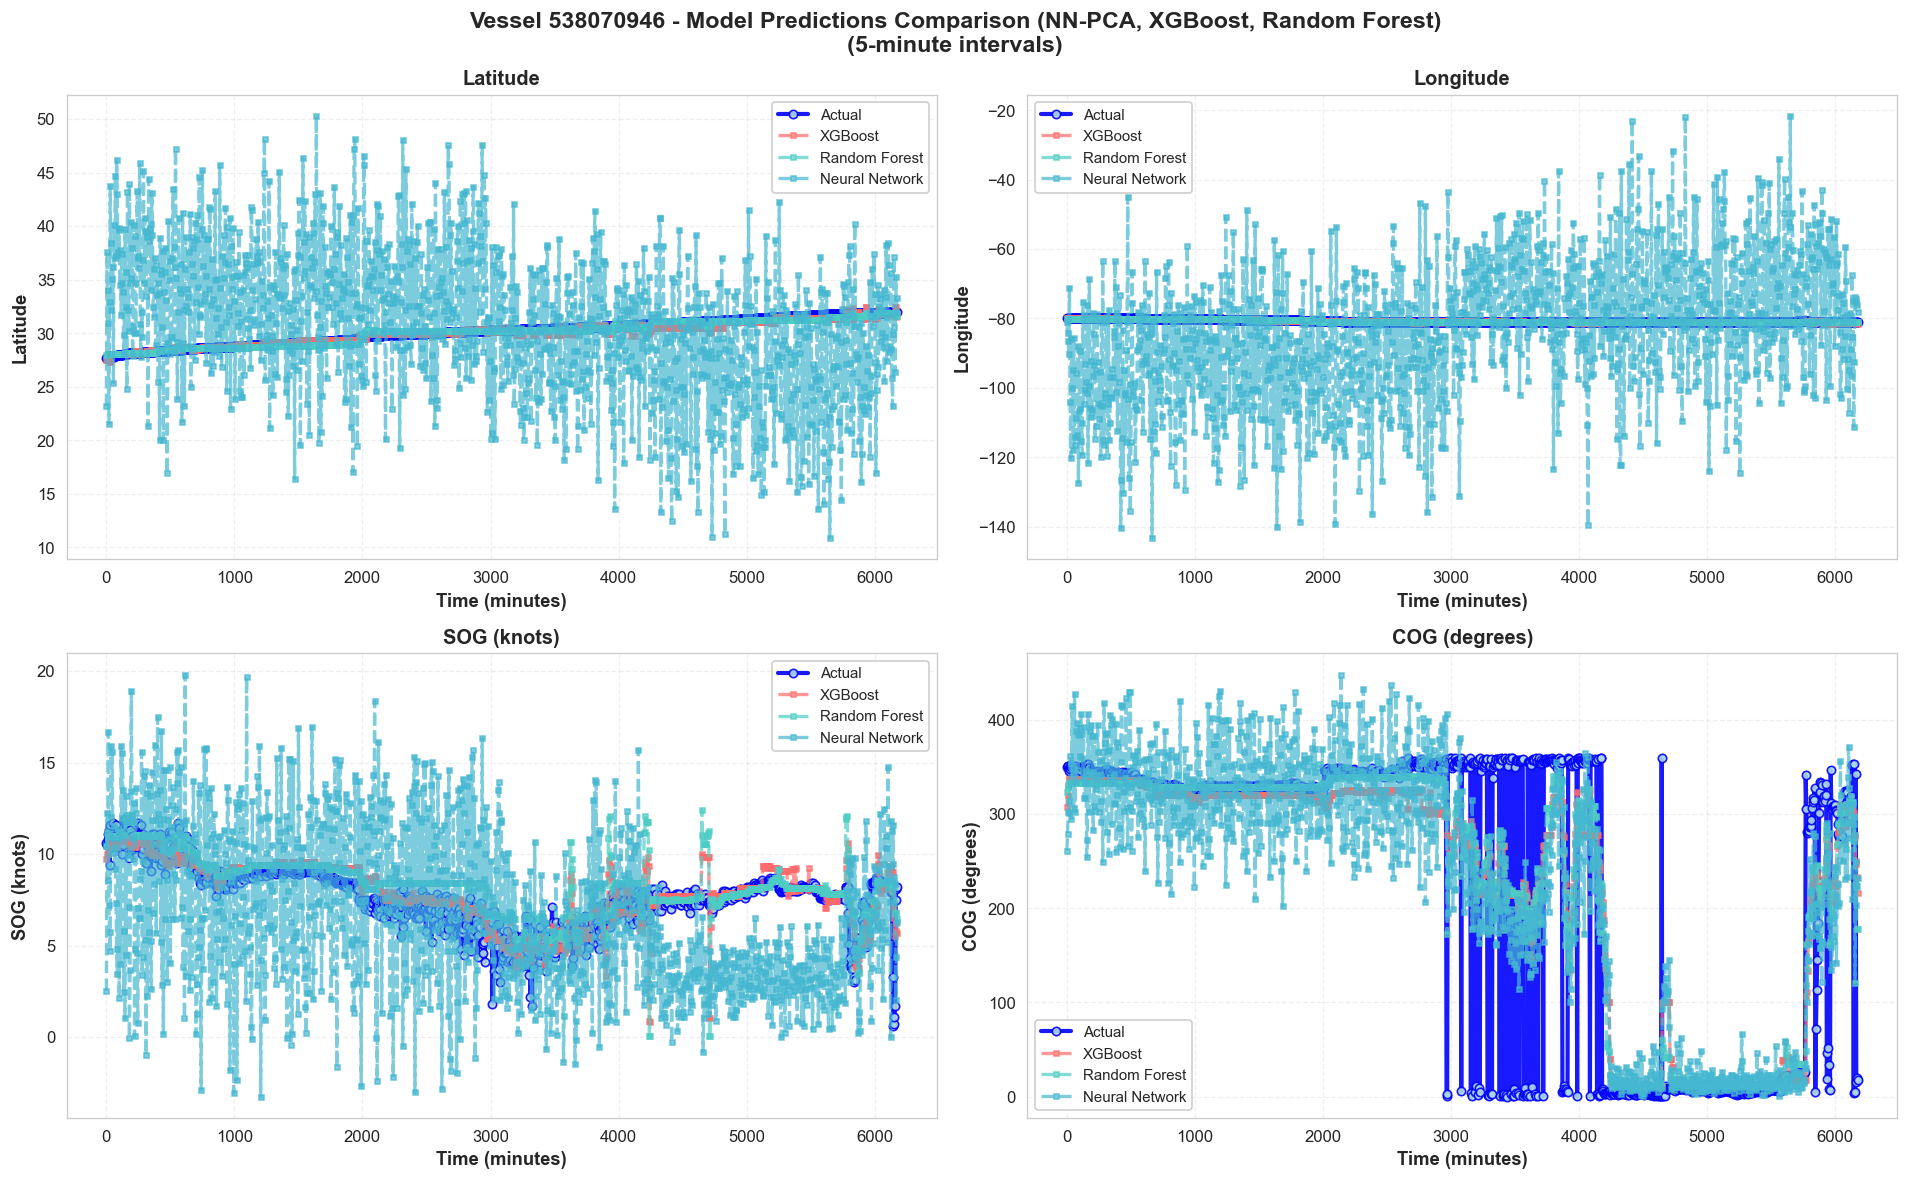 Vessel 538070946 - Model Predictions Comparison (NN-PCA, XGBoost, Random Forest)
(5-minute intervals)
Latitude
50
45
40
35
30
25
20
15
10
Latitude
Actual
XGBoost
Random Forest
Neural Network
0 1000 2000 3000 4000 5000 6000
Time (minutes)
Longitude
−20
−40
−60
−80
−100
−120
−140
Longitude
Actual
XGBoost
Random Forest
Neural Network
0 1000 2000 3000 4000 5000 6000
Time (minutes)
SOG (knots)
20
15
10
5
0
SOG (knots)
Actual
XGBoost
Random Forest
Neural Network
0 1000 2000 3000 4000 5000 6000
Time (minutes)
COG (degrees)
400
300
200
100
0
COG (degrees)
Actual
XGBoost
Random Forest
Neural Network
0 1000 2000 3000 4000 5000 6000
Time (minutes)